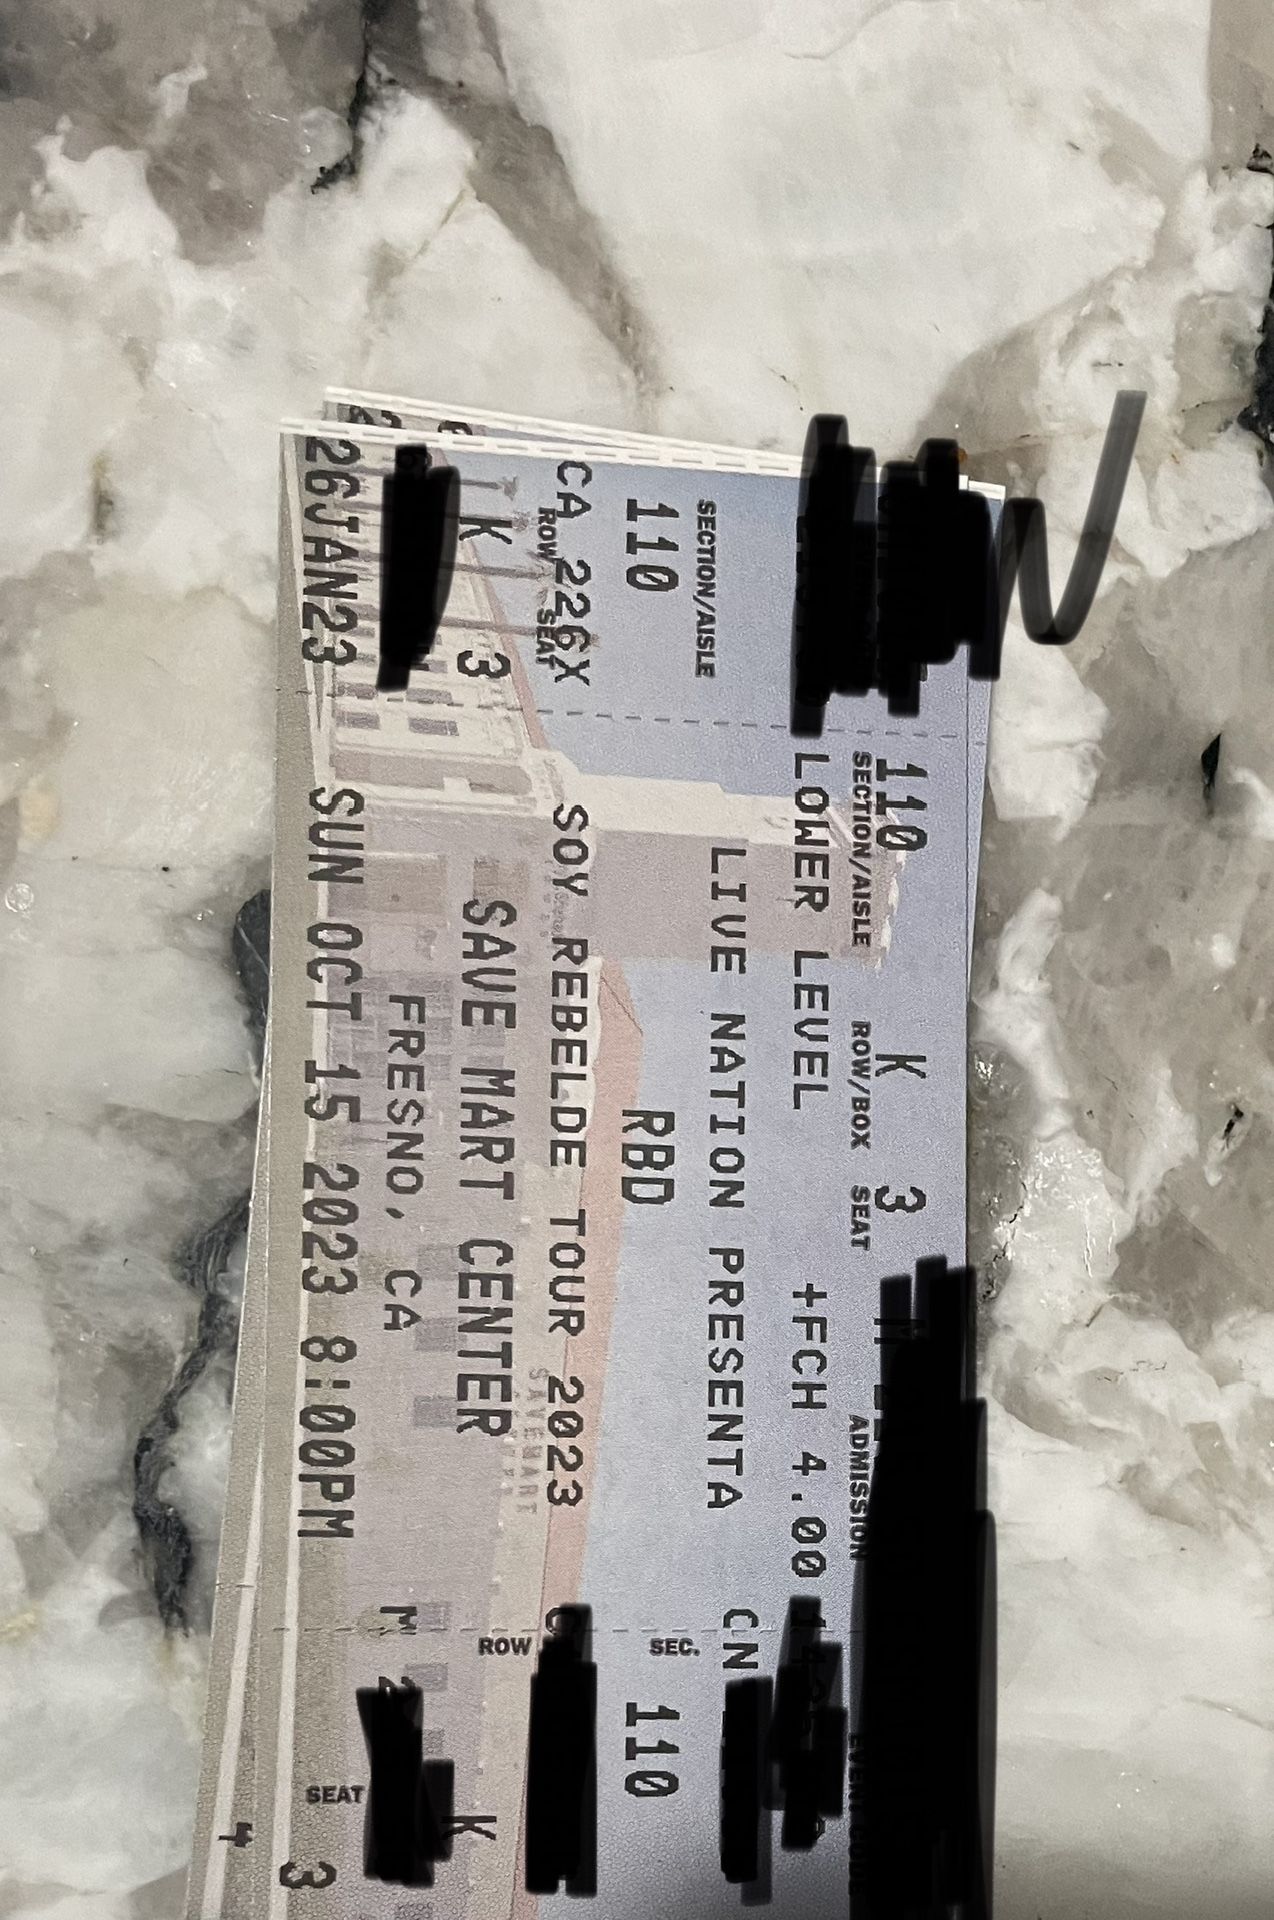 110 K 3
SECTION/AISLE ROW/BOX SEAT ADMISSION
LOWER LEVEL +FCH 4.00
SECTION/AISLE LIVE NATION PRESENTA CN
110 RBD SEC. 110
CA 226X SOY REBELDE TOUR 2023
ROW SEAT ROW
K 3 SAVE MART CENTER K
FRESNO, CA
26JAN23 SUN OCT 15 2023 8:00PM SEAT 3
SAVEMART